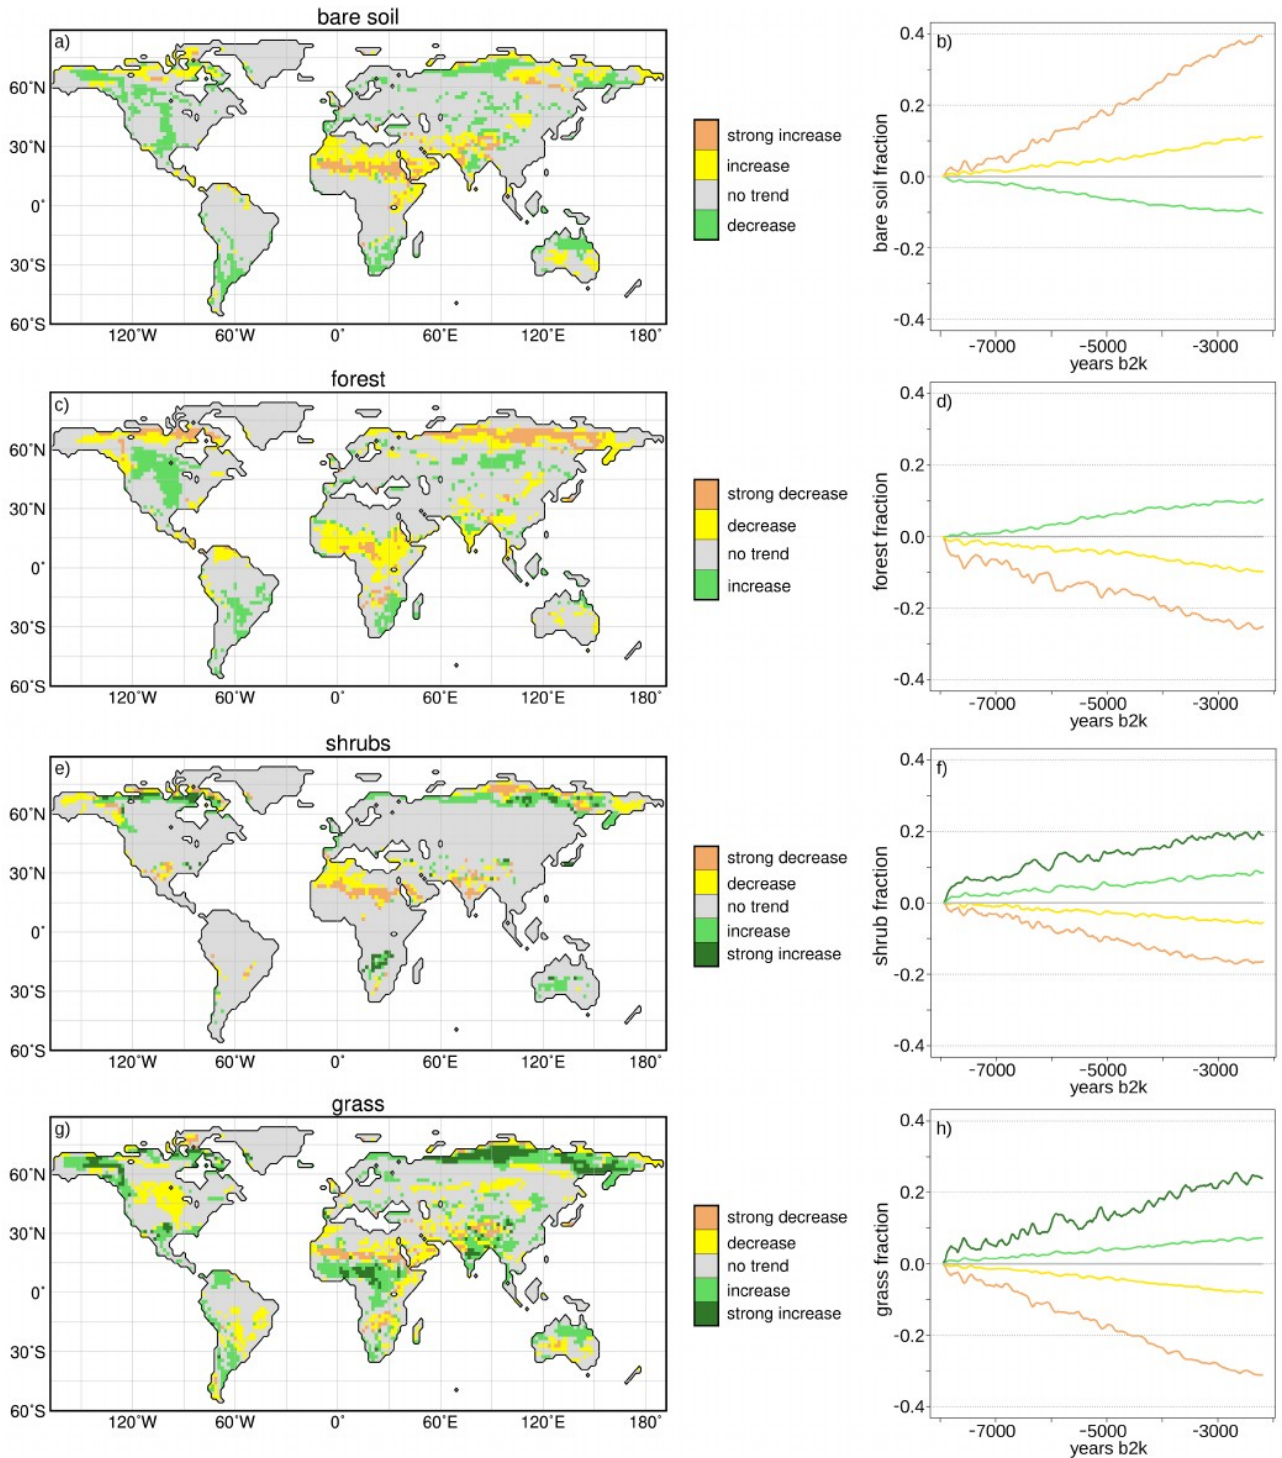 bare soil
a)
60°N
30°N
0°
30°S
60°S
120°W 60°W 0° 60°E 120°E 180°
strong increase
increase
no trend
decrease
b)
bare soil fraction
0.4
0.2
0.0
-0.2
-0.4
-7000 -5000 -3000
years b2k
forest
c)
60°N
30°N
0°
30°S
60°S
120°W 60°W 0° 60°E 120°E 180°
strong decrease
decrease
no trend
increase
d)
forest fraction
0.4
0.2
0.0
-0.2
-0.4
-7000 -5000 -3000
years b2k
shrubs
e)
60°N
30°N
0°
30°S
60°S
120°W 60°W 0° 60°E 120°E 180°
strong decrease
decrease
no trend
increase
strong increase
f)
shrub fraction
0.4
0.2
0.0
-0.2
-0.4
-7000 -5000 -3000
years b2k
grass
g)
60°N
30°N
0°
30°S
60°S
120°W 60°W 0° 60°E 120°E 180°
strong decrease
decrease
no trend
increase
strong increase
h)
grass fraction
0.4
0.2
0.0
-0.2
-0.4
-7000 -5000 -3000
years b2k